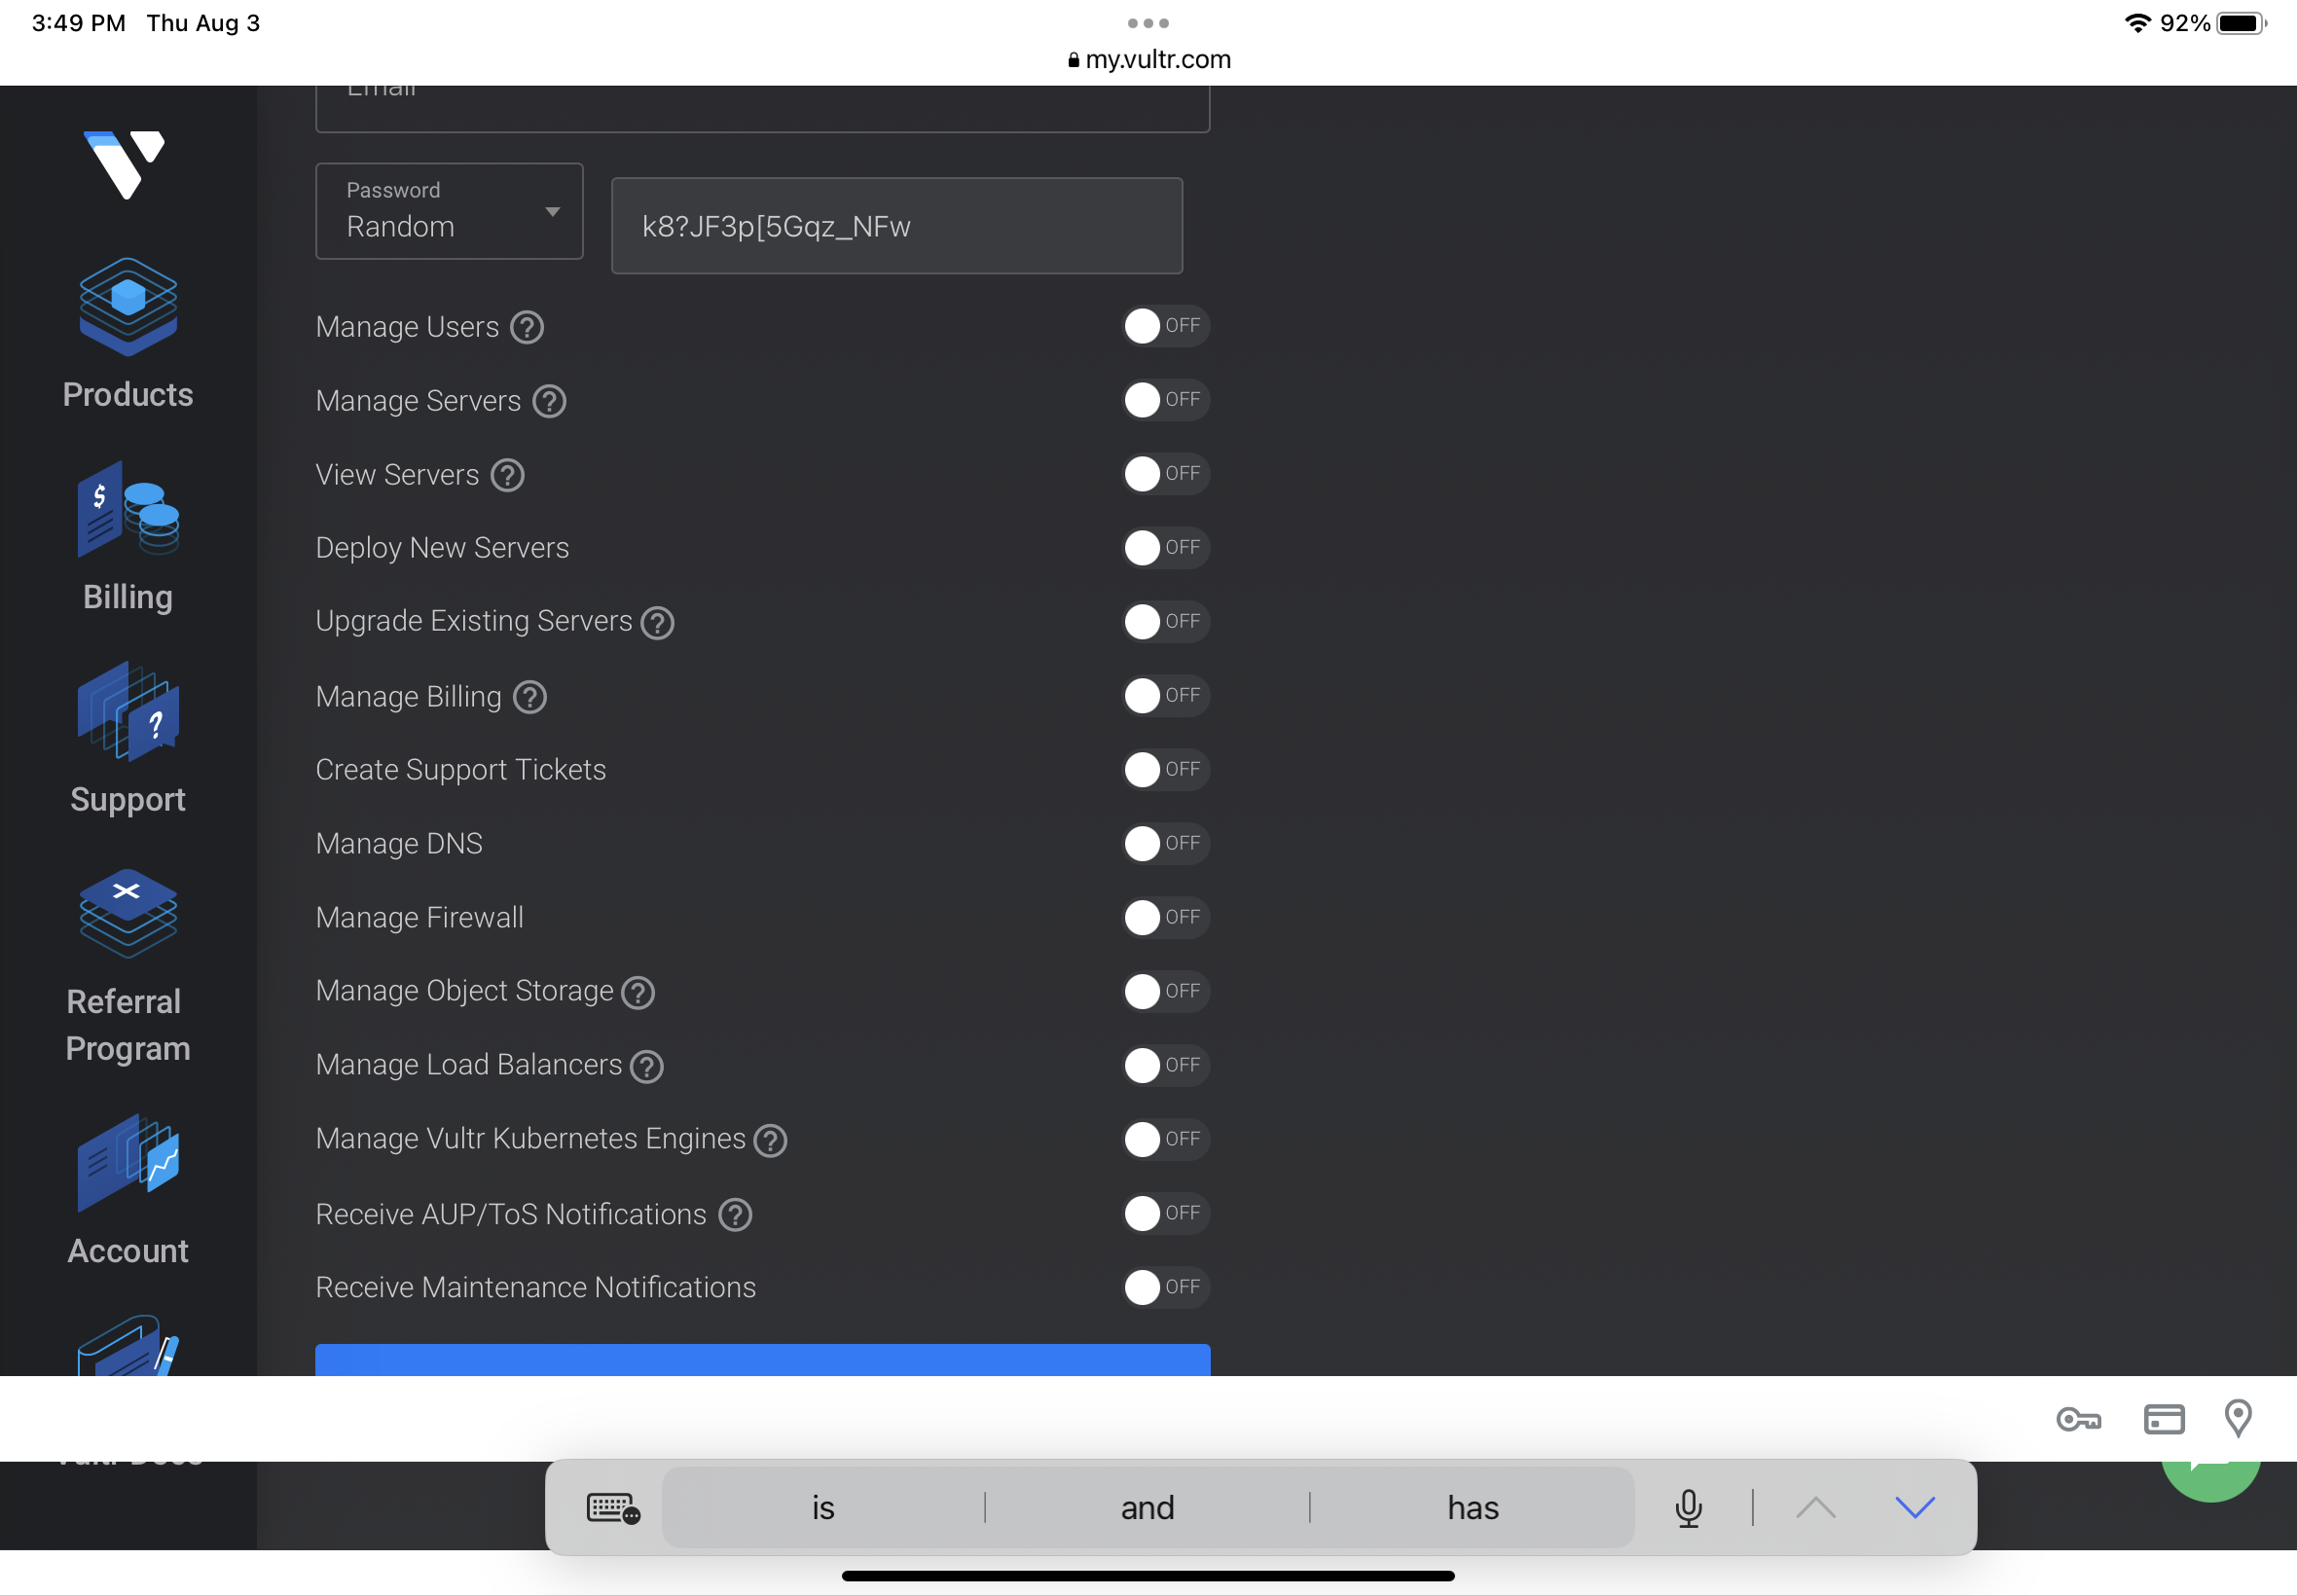 3:49 PM Thu Aug 3
92%
my.vultr.com
Email
Password
Random
k8?JF3p[5Gqz_NFw
Manage Users ?
OFF
Manage Servers ?
OFF
View Servers ?
OFF
Deploy New Servers
OFF
Upgrade Existing Servers ?
OFF
Manage Billing ?
OFF
Create Support Tickets
OFF
Manage DNS
OFF
Manage Firewall
OFF
Manage Object Storage ?
OFF
Manage Load Balancers ?
OFF
Manage Vultr Kubernetes Engines ?
OFF
Receive AUP/ToS Notifications ?
OFF
Receive Maintenance Notifications
OFF
Products
$
Billing
?
Support
Referral
Program
Account
Vultr Docs
is
and
has